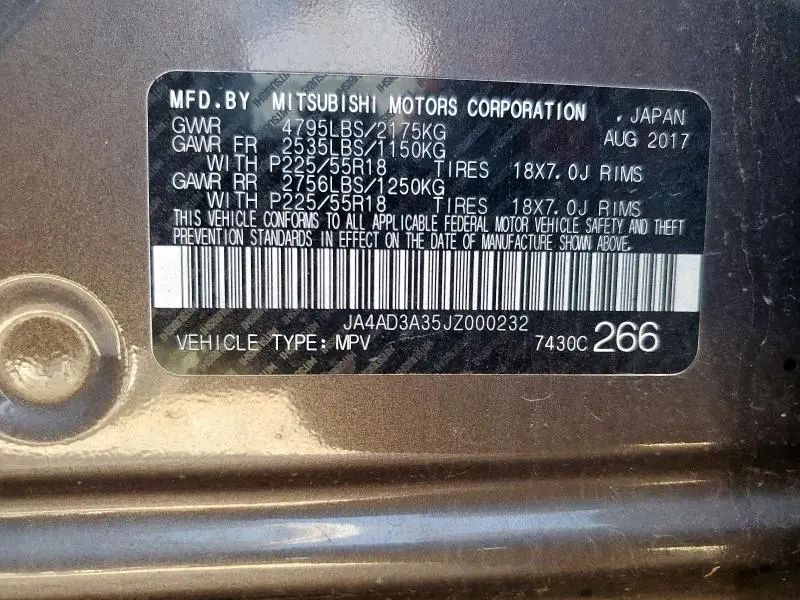 MFD.BY MITSUBISHI MOTORS CORPORATION . JAPAN
GVWR 4795LBS/2175KG AUG 2017
GAWR FR 2535LBS/1150KG
WITH P225/55R18 TIRES 18X7.0J RIMS
GAWR RR 2756LBS/1250KG
WITH P225/55R18 TIRES 18X7.0J RIMS
THIS VEHICLE CONFORMS TO ALL APPLICABLE FEDERAL MOTOR VEHICLE SAFETY AND THEFT
PREVENTION STANDARDS IN EFFECT ON THE DATE OF MANUFACTURE SHOWN ABOVE.
JA4AD3A35JZ000232
VEHICLE TYPE: MPV 7430C 266